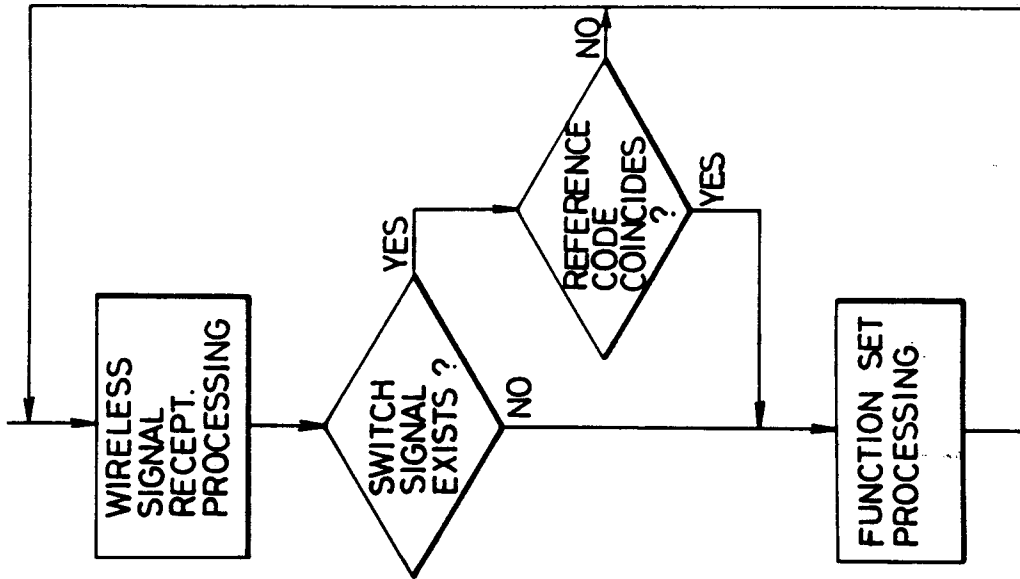 WIRELESS
SIGNAL
RECEPT.
PROCESSING
SWITCH
SIGNAL
EXISTS ?
YES
NO
REFERENCE
CODE
COINCIDES
?
NO
YES
FUNCTION SET
PROCESSING